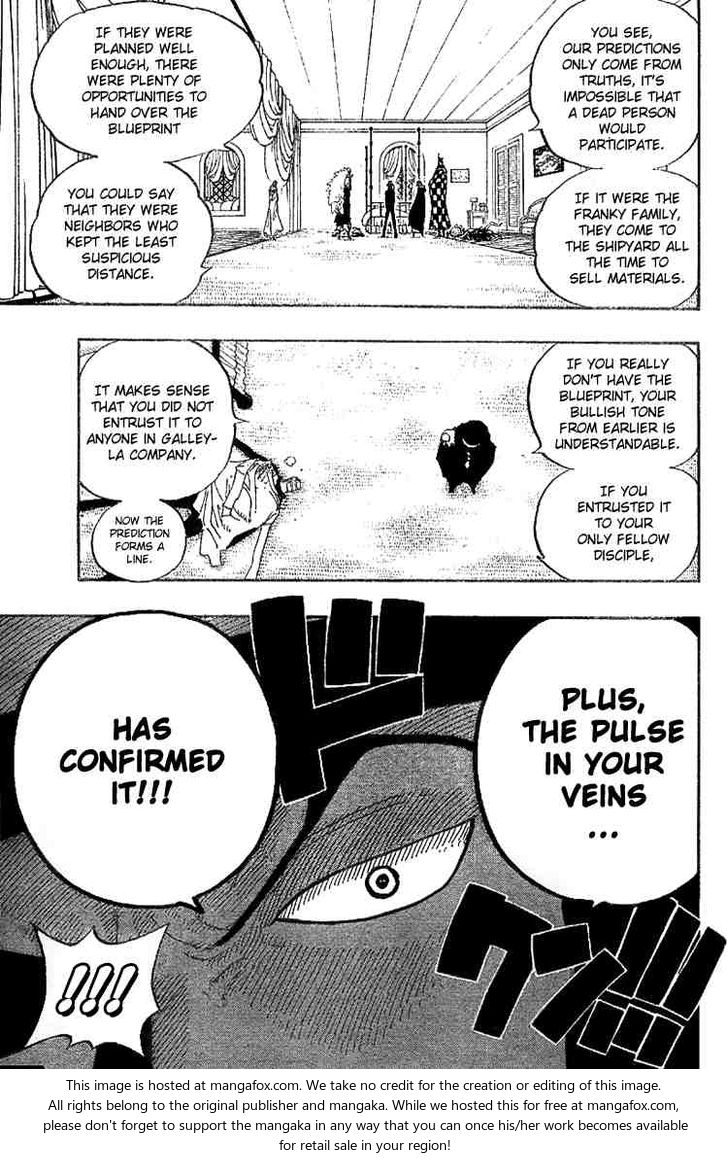 YOU SEE,
OUR PREDICTIONS
ONLY COME FROM
TRUTHS, IT'S
IMPOSSIBLE THAT
A DEAD PERSON
WOULD
PARTICIPATE.
IF IT WERE THE
FRANKY FAMILY,
THEY COME TO
THE SHIPYARD ALL
THE TIME TO
SELL MATERIALS.
IF THEY WERE
PLANNED WELL
ENOUGH, THERE
WERE PLENTY OF
OPPORTUNITIES TO
HAND OVER THE
BLUEPRINT
YOU COULD SAY
THAT THEY WERE
NEIGHBORS WHO
KEPT THE LEAST
SUSPICIOUS
DISTANCE.
IF YOU REALLY
DON'T HAVE THE
BLUEPRINT, YOUR
BULLISH TONE
FROM EARLIER IS
UNDERSTANDABLE.
IF YOU
ENTRUSTED IT
TO YOUR
ONLY FELLOW
DISCIPLE,
IT MAKES SENSE
THAT YOU DID NOT
ENTRUST IT TO
ANYONE IN GALLEY-
LA COMPANY.
NOW THE
PREDICTION
FORMS A
LINE.
PLUS,
THE PULSE
IN YOUR
VEINS
...
ドクン!!
HAS
CONFIRMED
IT!!!
!!!
This image is hosted at mangafox.com. We take no credit for the creation or editing of this image.
All rights belong to the original publisher and mangaka. While we hosted this for free at mangafox.com,
please don't forget to support the mangaka in any way that you can once his/her work becomes available
for retail sale in your region!